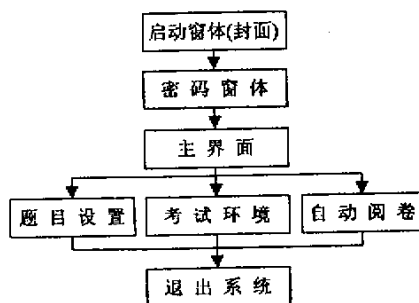 启动窗体(封面)
密码窗体
主界面
题目设置
考试环境
自动阅卷
退出系统